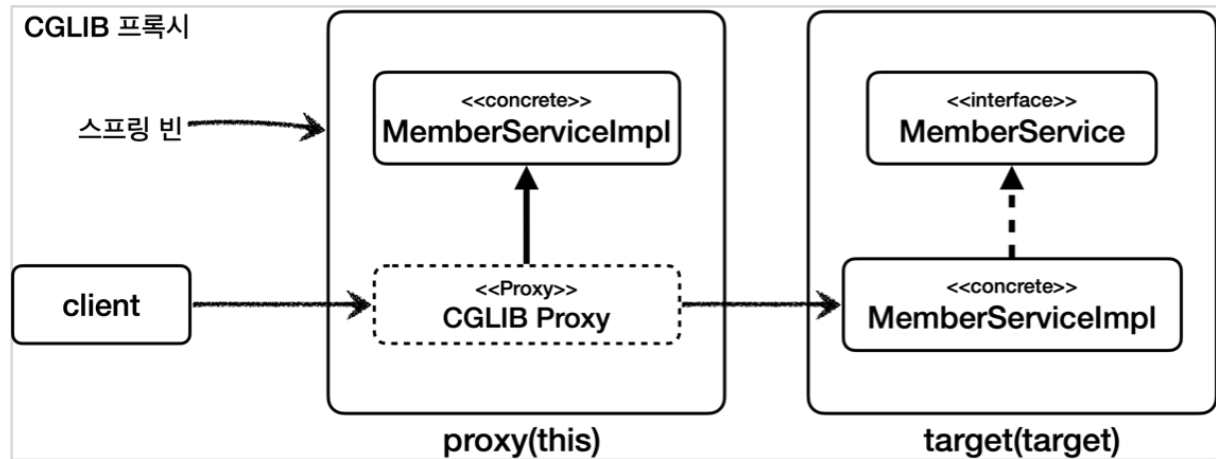 CGLIB 프록시
스프링 빈
<<concrete>>
MemberServiceImpl
<<interface>>
MemberService
client
<<Proxy>>
CGLIB Proxy
<<concrete>>
MemberServiceImpl
proxy(this)
target(target)